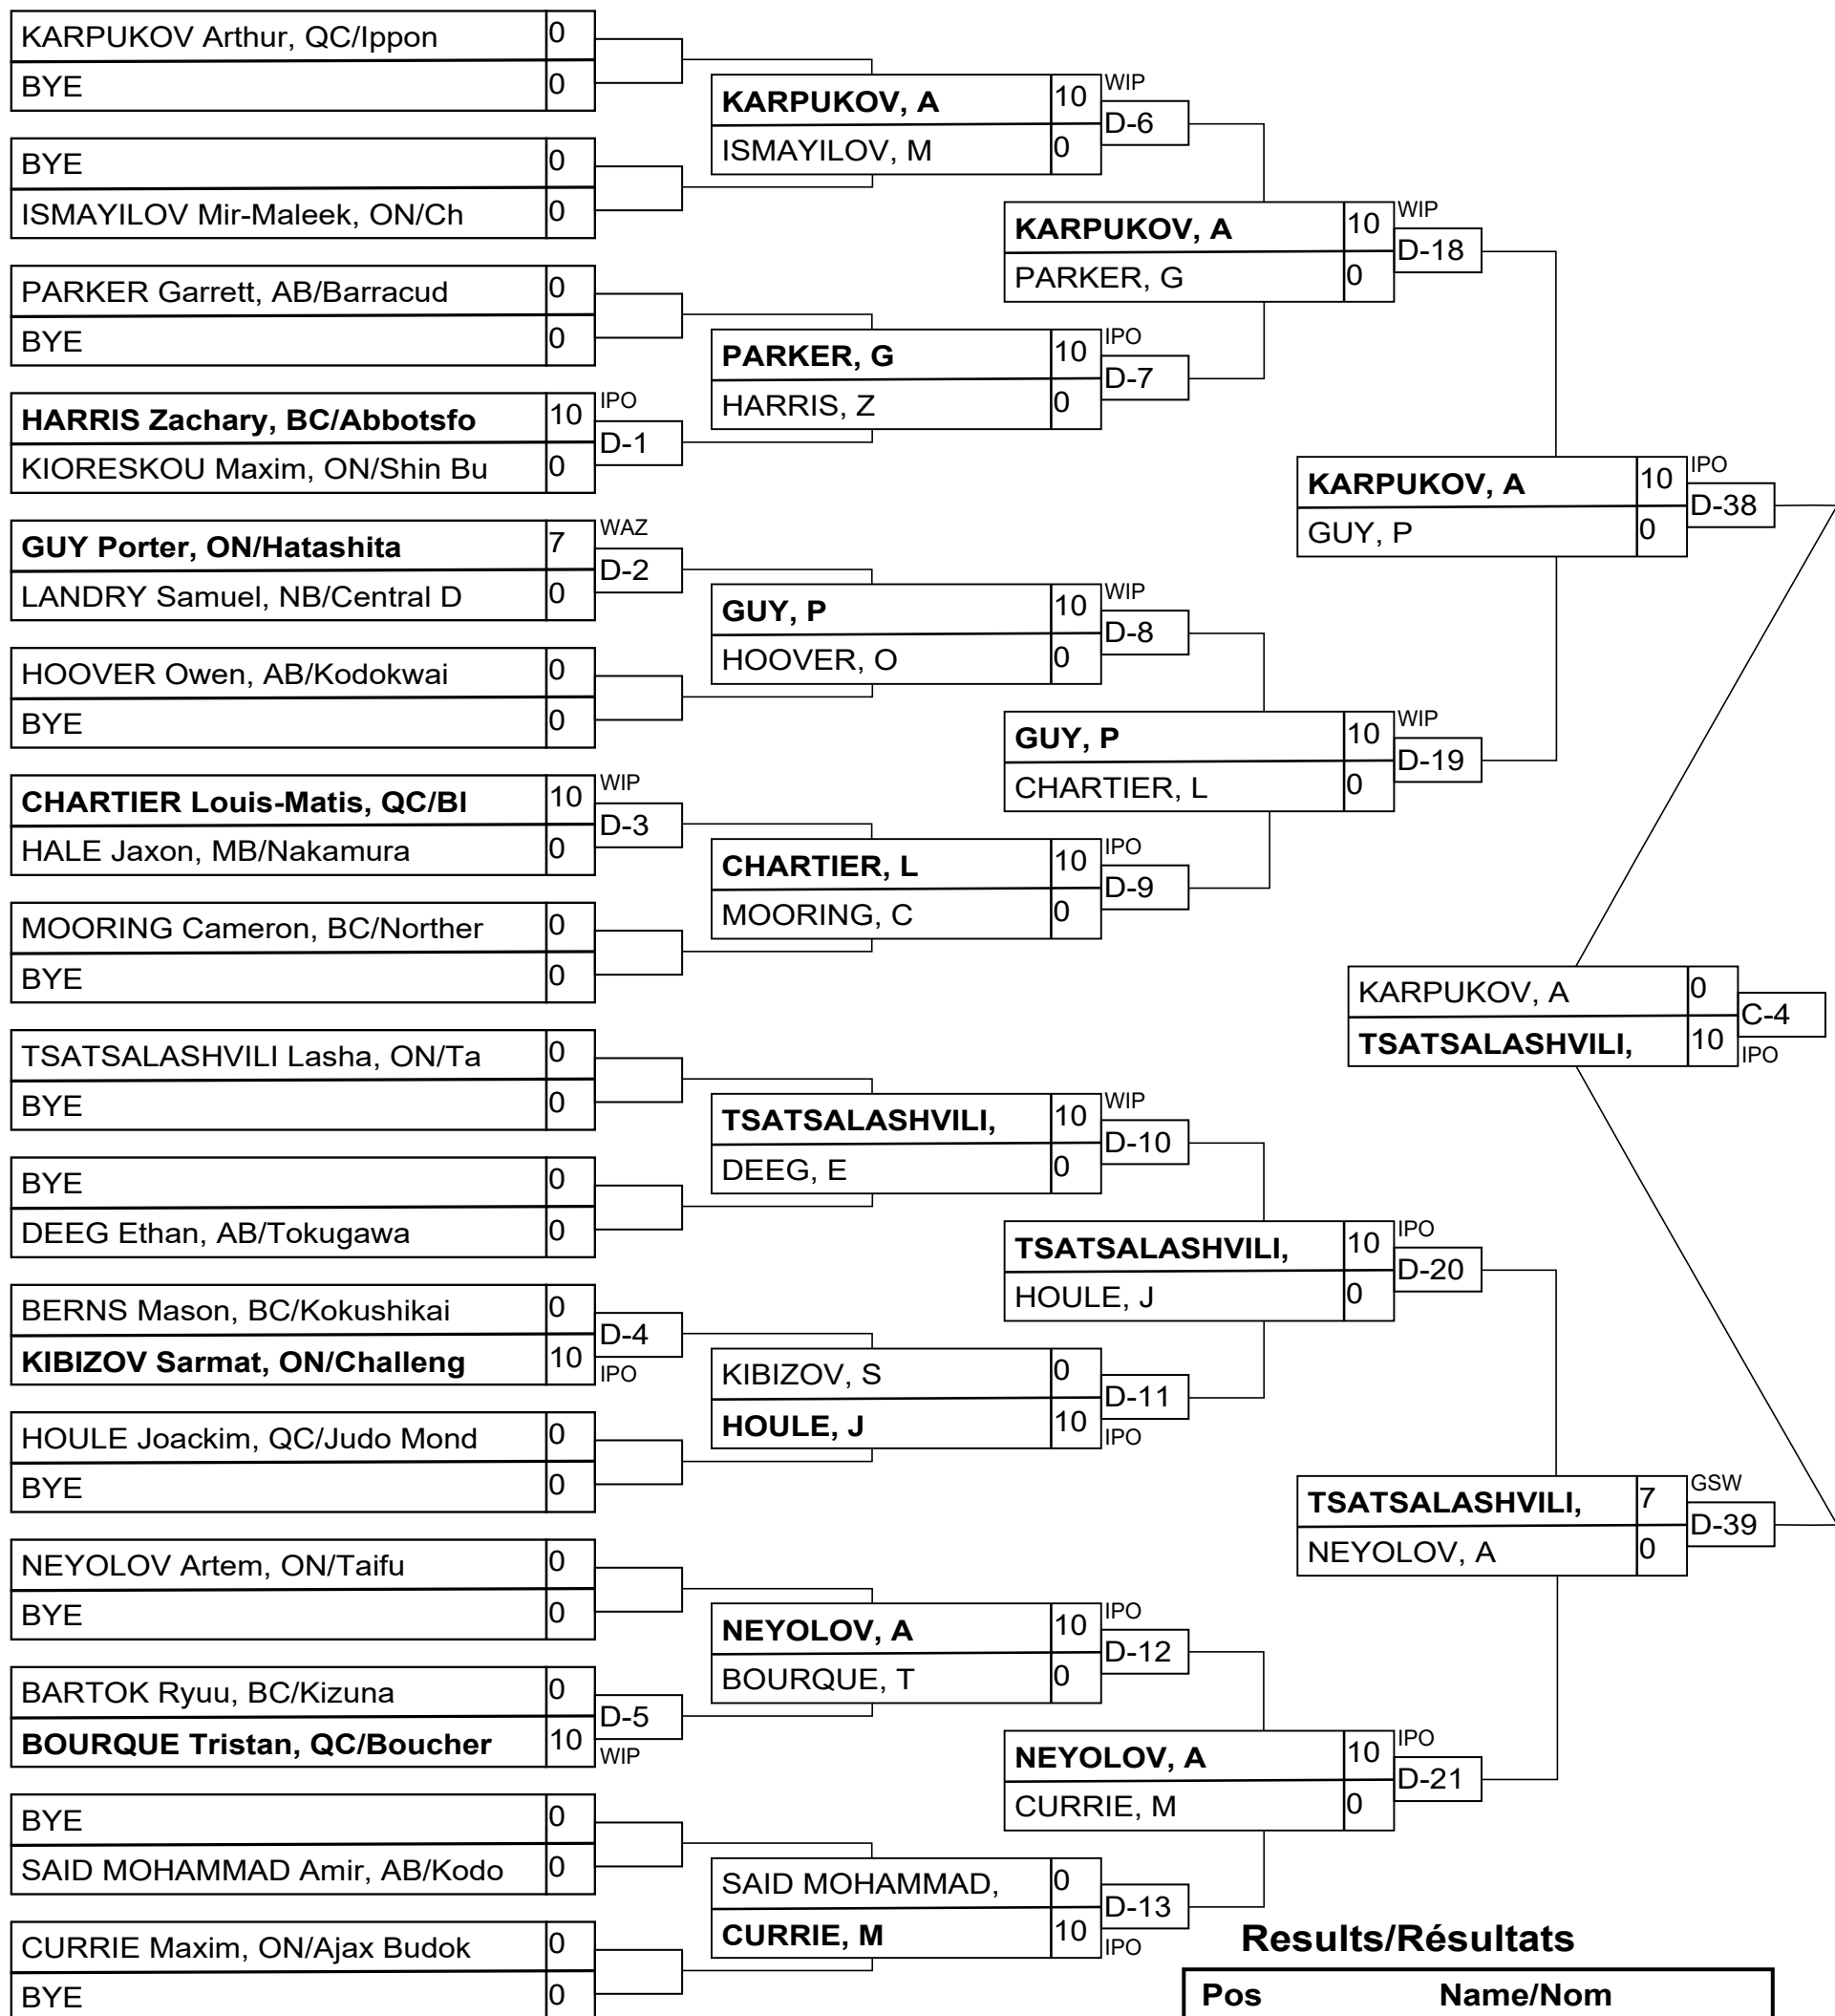 KARPUKOV Arthur, QC/Ippon 0
BYE 0
BYE 0
ISMAYILOV Mir-Maleek, ON/Ch 0
PARKER Garrett, AB/Barracud 0
BYE 0
HARRIS Zachary, BC/Abbotsfo 10 IPO
D-1
KIORESKOU Maxim, ON/Shin Bu 0
GUY Porter, ON/Hatashita 7 WAZ
D-2
LANDRY Samuel, NB/Central D 0
HOOVER Owen, AB/Kodokwai 0
BYE 0
CHARTIER Louis-Matis, QC/Bl 10 WIP
D-3
HALE Jaxon, MB/Nakamura 0
MOORING Cameron, BC/Norther 0
BYE 0
TSATSALASHVILI Lasha, ON/Ta 0
BYE 0
BYE 0
DEEG Ethan, AB/Tokugawa 0
BERNS Mason, BC/Kokushikai 0
D-4
KIBIZOV Sarmat, ON/Challeng 10 IPO
HOULE Joackim, QC/Judo Mond 0
BYE 0
NEYOLOV Artem, ON/Taifu 0
BYE 0
BARTOK Ryuu, BC/Kizuna 0
D-5
BOURQUE Tristan, QC/Boucher 10 WIP
BYE 0
SAID MOHAMMAD Amir, AB/Kodo 0
CURRIE Maxim, ON/Ajax Budok 0
BYE 0
KARPUKOV, A 10 WIP
D-6
ISMAYILOV, M 0
PARKER, G 10 IPO
D-7
HARRIS, Z 0
GUY, P 10 WIP
D-8
HOOVER, O 0
CHARTIER, L 10 IPO
D-9
MOORING, C 0
TSATSALASHVILI, 10 WIP
D-10
DEEG, E 0
KIBIZOV, S 0
D-11
HOULE, J 10 IPO
NEYOLOV, A 10 IPO
D-12
BOURQUE, T 0
SAID MOHAMMAD, 0
D-13
CURRIE, M 10 IPO
KARPUKOV, A 10 WIP
D-18
PARKER, G 0
GUY, P 10 WIP
D-19
CHARTIER, L 0
TSATSALASHVILI, 10 IPO
D-20
HOULE, J 0
NEYOLOV, A 10 IPO
D-21
CURRIE, M 0
KARPUKOV, A 10 IPO
D-38
GUY, P 0
TSATSALASHVILI, 7 GSW
D-39
NEYOLOV, A 0
KARPUKOV, A 0
C-4
TSATSALASHVILI, 10 IPO
Results/Résultats
Pos Name/Nom